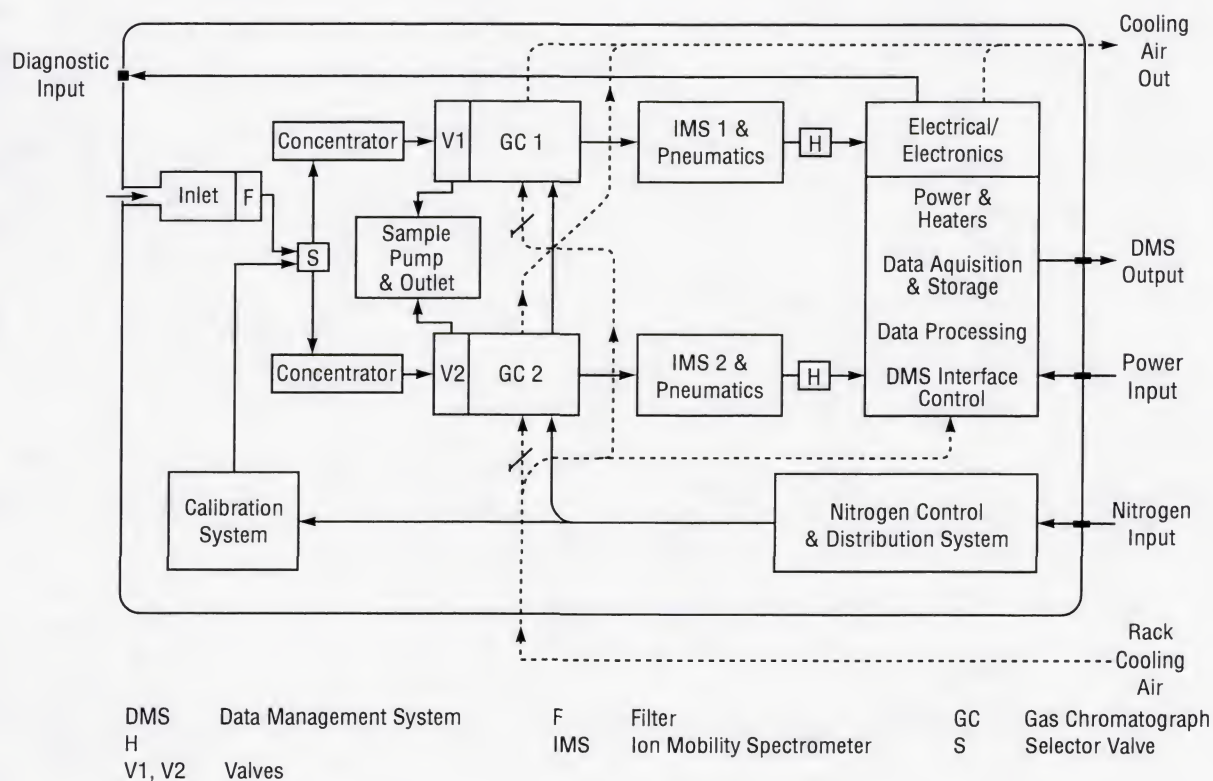 Cooling
Air
Out
Diagnostic
Input
Concentrator
V1
GC 1
IMS 1 &
Pneumatics
H
Electrical/
Electronics
Inlet
F
S
Sample
Pump
& Outlet
Power &
Heaters
Data Aquisition
& Storage
Data Processing
DMS Interface
Control
DMS
Output
Concentrator
V2
GC 2
IMS 2 &
Pneumatics
H
Power
Input
Calibration
System
Nitrogen Control
& Distribution System
Nitrogen
Input
Rack
Cooling
Air
DMS Data Management System
H
V1, V2 Valves
F Filter
IMS Ion Mobility Spectrometer
GC Gas Chromatograph
S Selector Valve